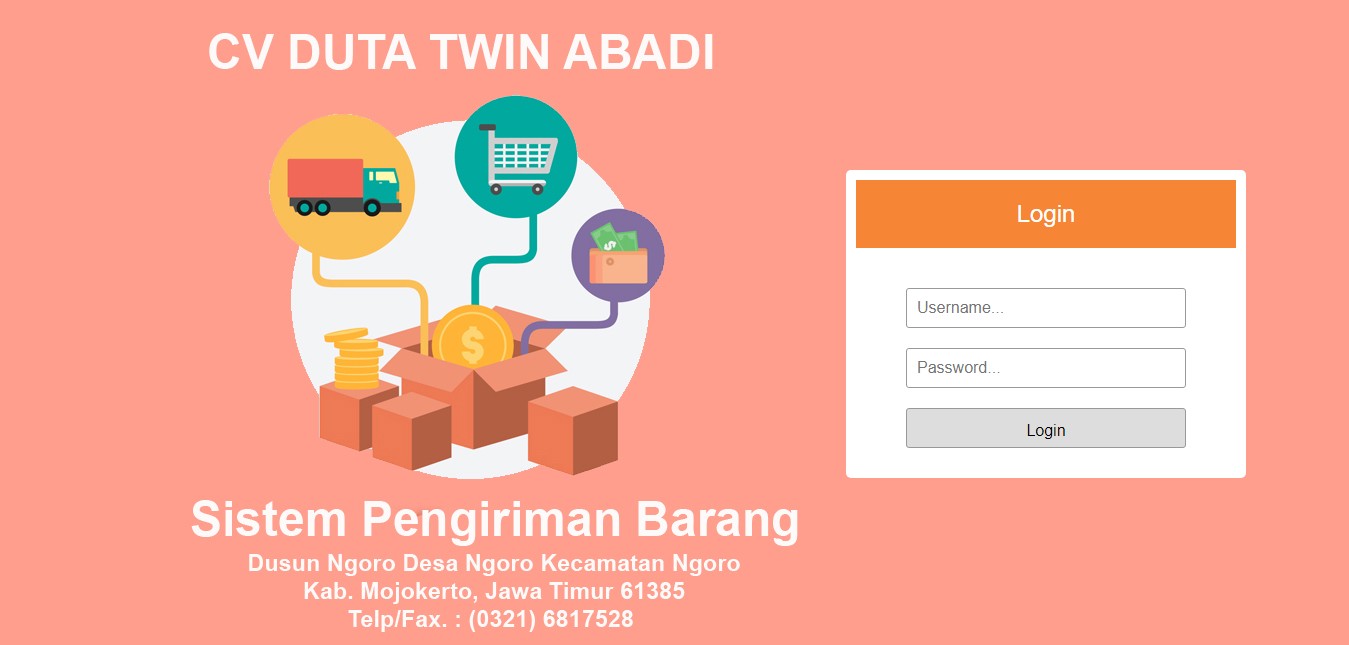 CV DUTA TWIN ABADI
$
$
Login
Username...
Password...
Login
Sistem Pengiriman Barang
Dusun Ngoro Desa Ngoro Kecamatan Ngoro
Kab. Mojokerto, Jawa Timur 61385
Telp/Fax. : (0321) 6817528